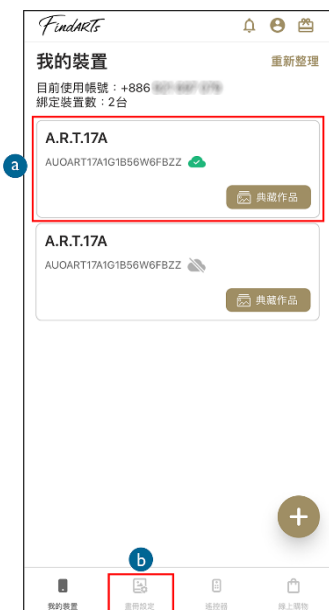 FindARTs
我的裝置
重新整理
目前使用帳號：+886
綁定裝置數：2台
a
A.R.T.17A
AUOART17A1G1B56W6FBZZ
典藏作品
A.R.T.17A
AUOART17A1G1B56W6FBZZ
典藏作品
+
b
我的裝置
畫冊設定
遙控器
線上購物